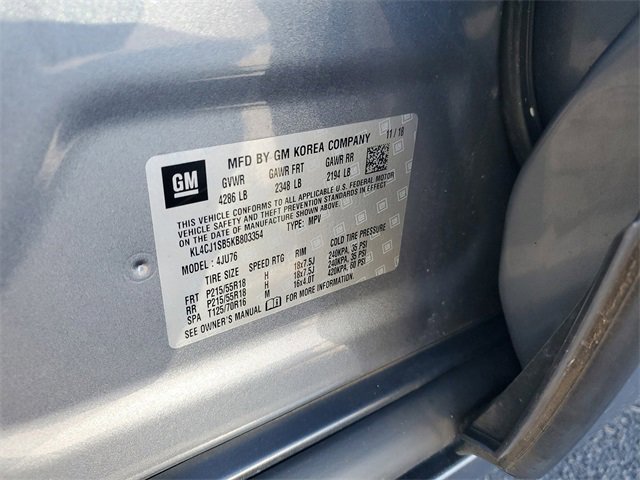 GM
MFD BY GM KOREA COMPANY 11/18
GVWR GAWR FRT GAWR RR
4286 LB 2348 LB 2194 LB
THIS VEHICLE CONFORMS TO ALL APPLICABLE U.S. FEDERAL MOTOR
VEHICLE SAFETY AND THEFT PREVENTION STANDARDS IN EFFECT ON
THE DATE OF MANUFACTURE SHOWN ABOVE.
KL4CJ1SB5KB803354 TYPE: MPV
MODEL: 4JU76
TIRE SIZE SPEED RTG RIM COLD TIRE PRESSURE
FRT P215/55R18 H 18x7.5J 240KPA, 35 PSI
RR P215/55R18 H 18x7.5J 240KPA, 35 PSI
SPA T125/70R16 M 16x4.0T 420KPA, 60 PSI
SEE OWNER'S MANUAL FOR MORE INFORMATION.